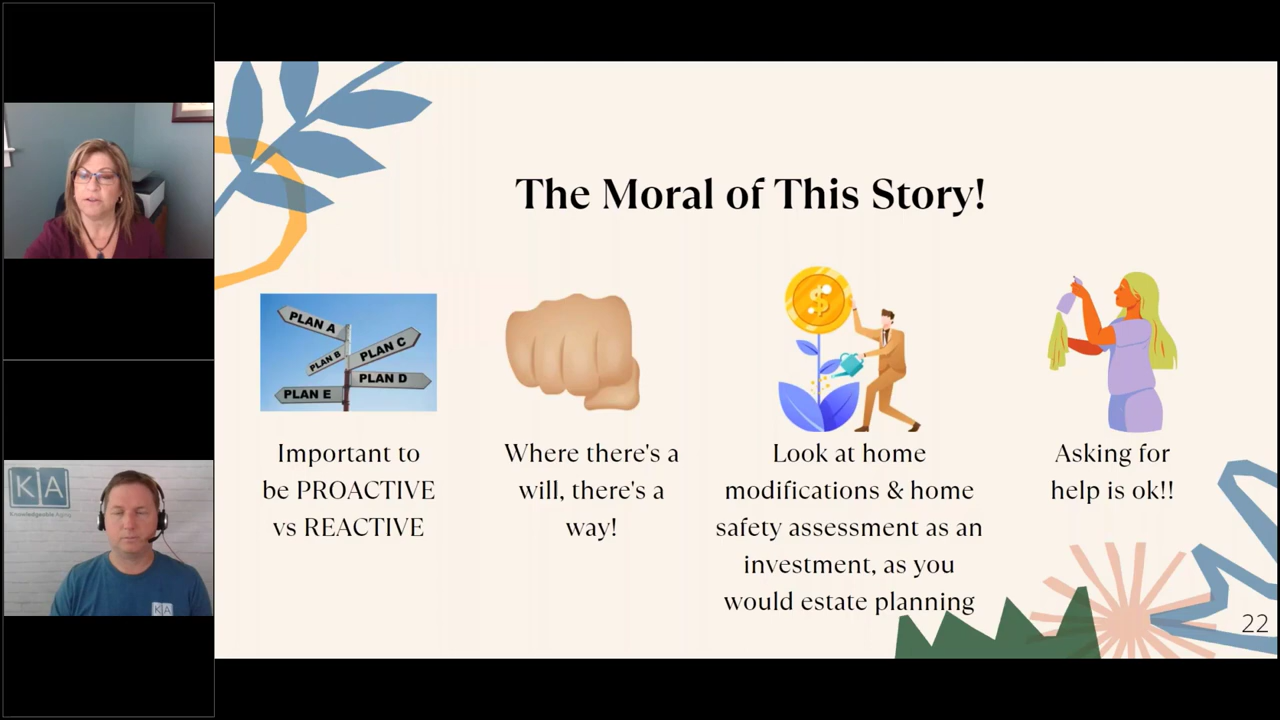 The Moral of This Story!
PLAN A
PLAN B
PLAN C
PLAN D
PLAN E
Important to
be PROACTIVE
vs REACTIVE
Where there's a
will, there's a
way!
$
Look at home
modifications & home
safety assessment as an
investment, as you
would estate planning
Asking for
help is ok!!
22
KA
Knowledgeable Aging
KA